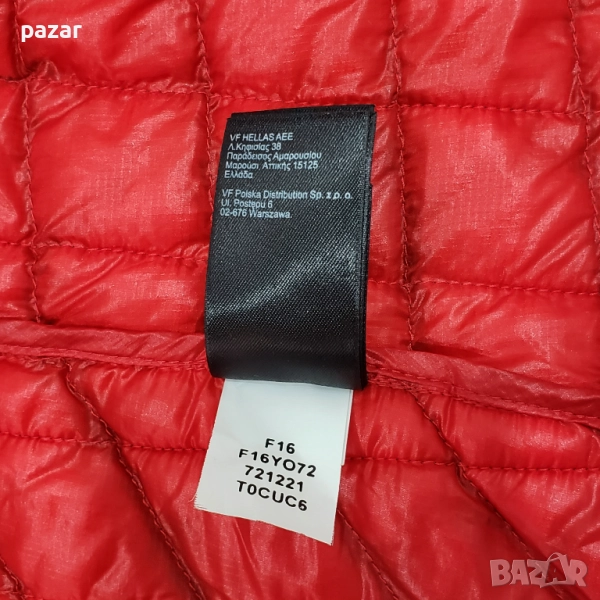 pazar
VF HELLAS AEE
Λ.Κηφισίας 38
Παράδεισος Αμαρουσίου
Μαρούσι Αττικής 15125
Ελλάδα
VF Polska Distribution Sp. z p. o.
Ul. Postępu 6
02-676 Warszawa.
F16
F16YO72
721221
T0CUC6
BAZAR